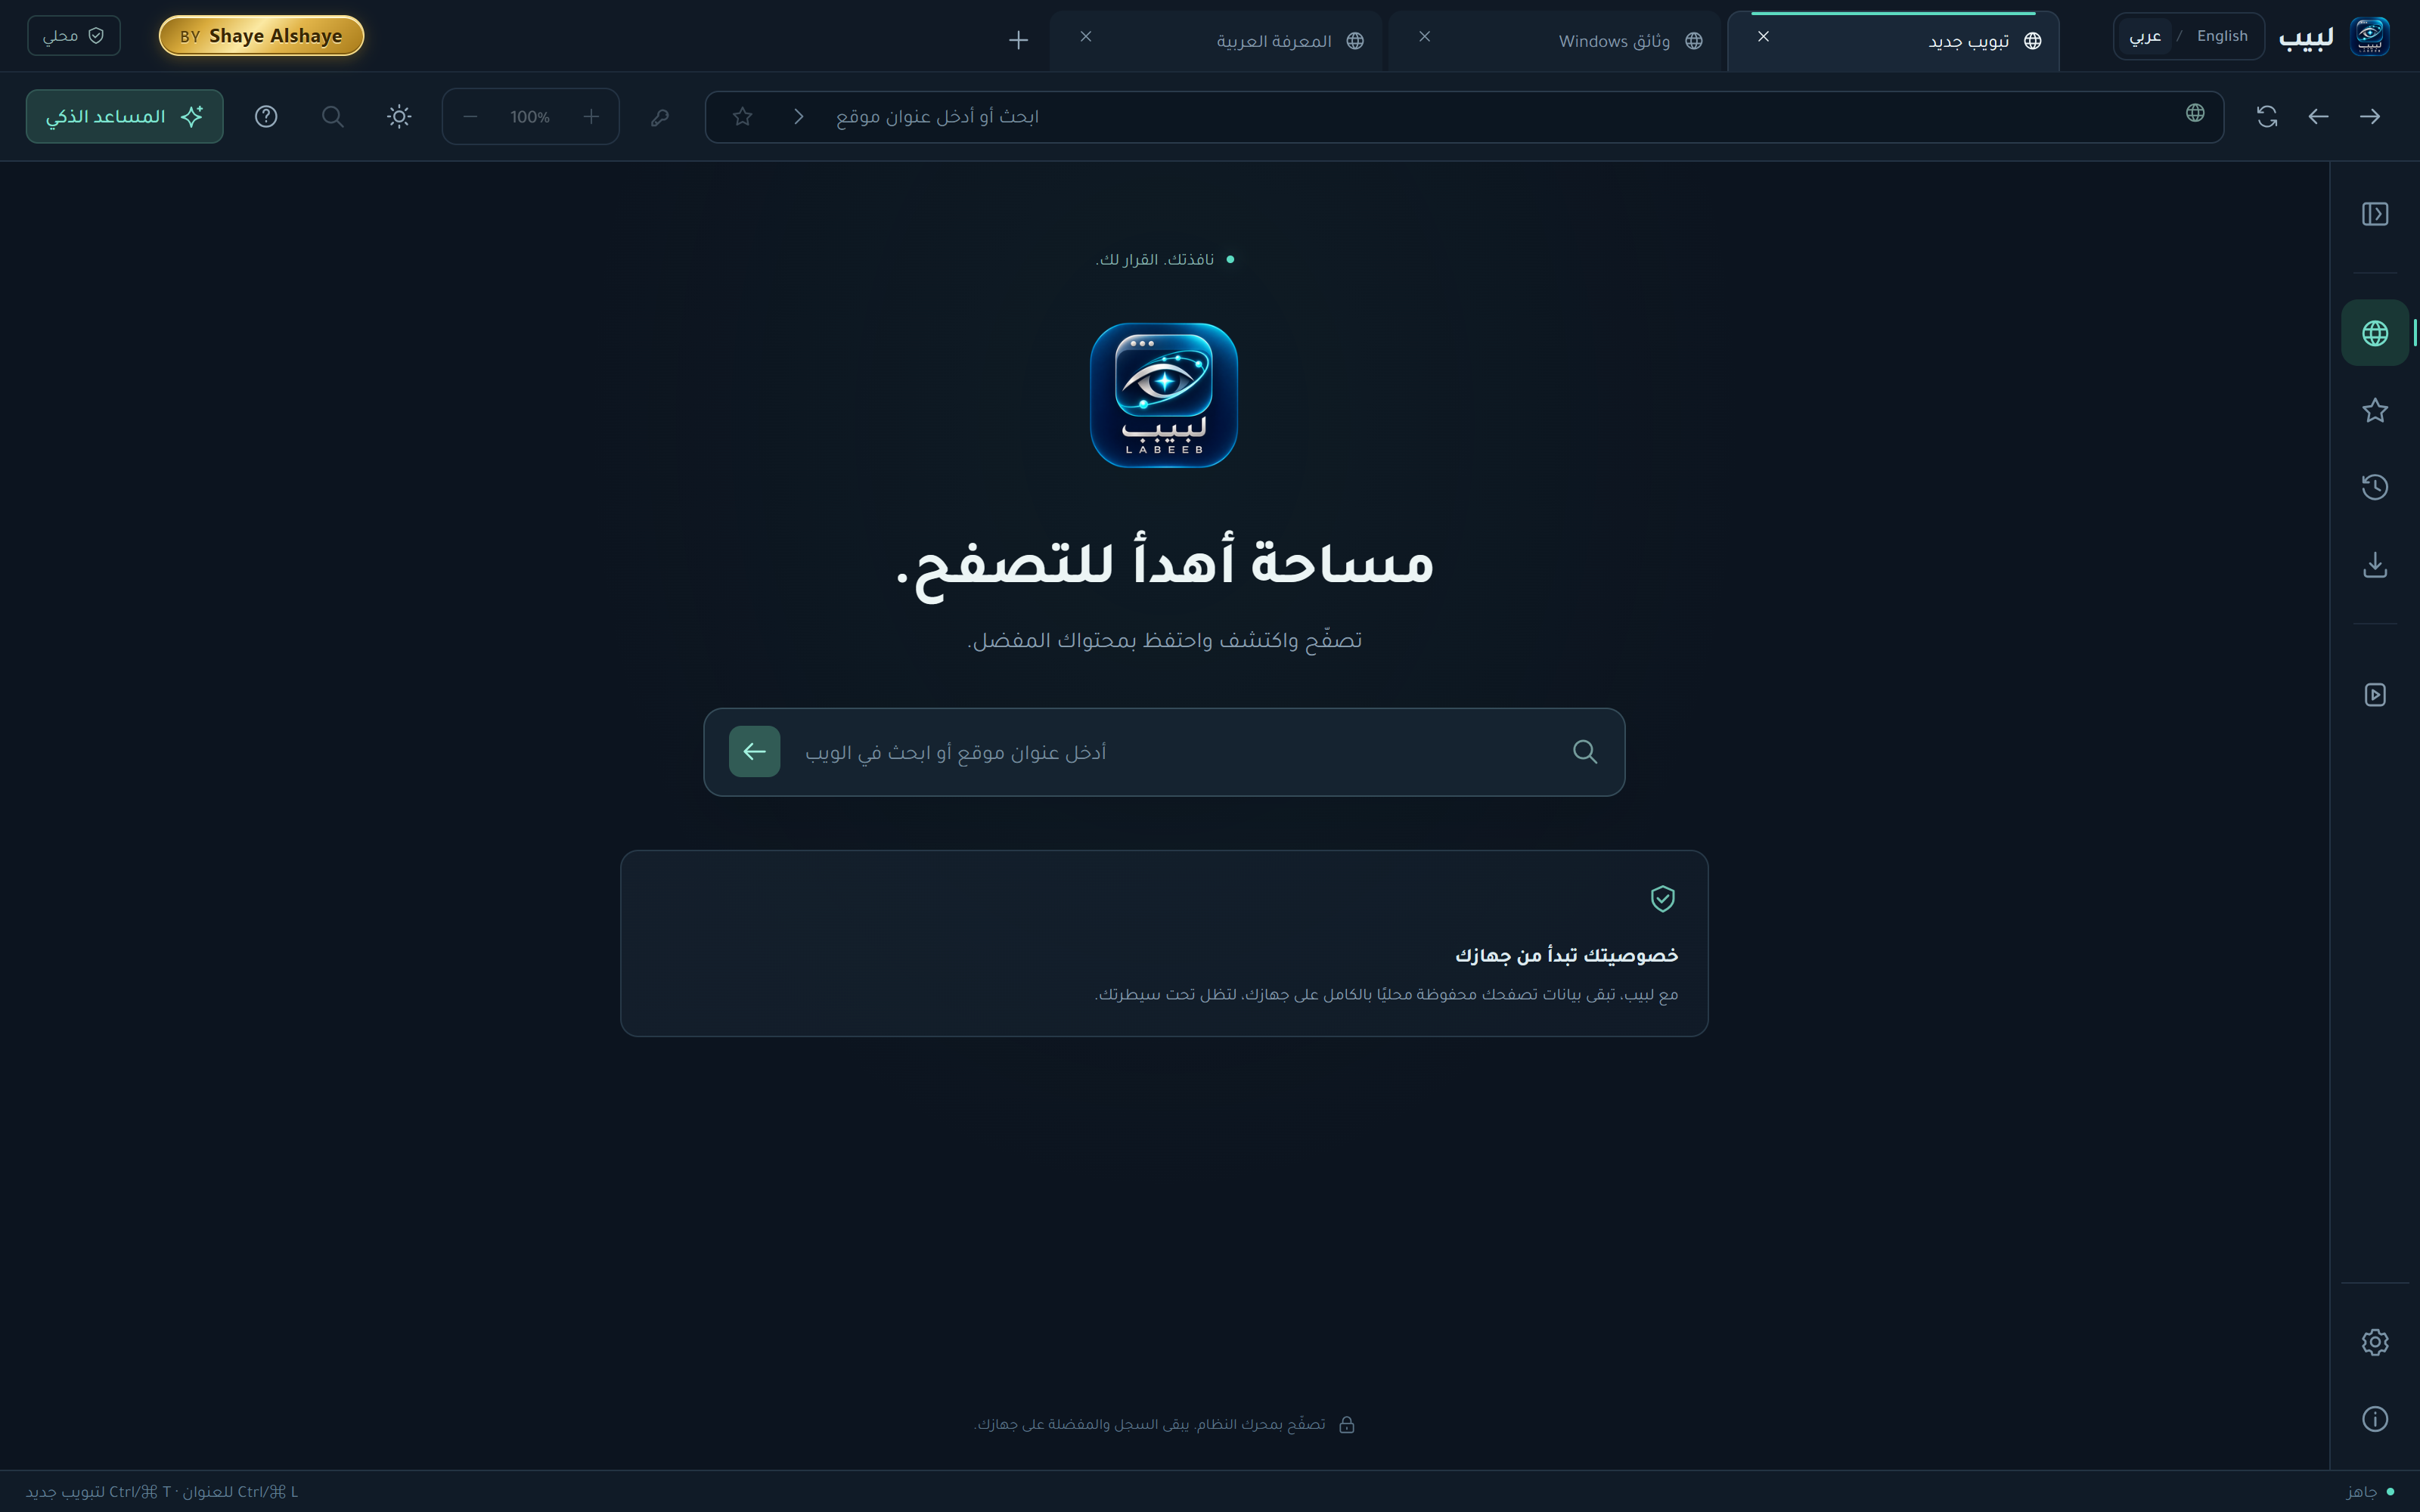 لبيب
English / عربي
تبويب جديد
وثائق Windows
المعرفة العربية
BY Shaye Alshaye
محلي
ابحث أو أدخل عنوان موقع
100%
المساعد الذكي
نافذتك. القرار لك.
لبيب
LABEEB
مساحة أهدأ للتصفح.
تصفّح واكتشف واحتفظ بمحتواك المفضل.
أدخل عنوان موقع أو ابحث في الويب
خصوصيتك تبدأ من جهازك
مع لبيب، تبقى بيانات تصفحك محفوظة محليًا بالكامل على جهازك، لتظل تحت سيطرتك.
تصفّح بمحرك النظام. يبقى السجل والمفضلة على جهازك.
جاهز
Ctrl/⌘ L للعنوان · Ctrl/⌘ T لتبويب جديد